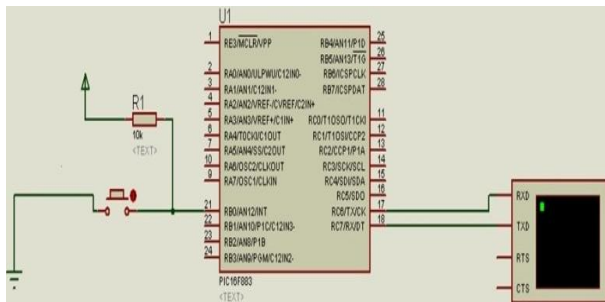 U1
1 RE3/MCLR/VPP
2 RA0/AN0/ULPWU/C12IN0-
3 RA1/AN1/C12IN1-
4 RA2/AN2/VREF-/CVREF/C2IN+
5 RA3/AN3/VREF+/C1IN+
6 RA4/T0CKI/C1OUT
7 RA5/AN4/SS/C2OUT
10 RA6/OSC2/CLKOUT
9 RA7/OSC1/CLKIN
21 RB0/AN12/INT
22 RB1/AN10/P1C/C12IN3-
23 RB2/AN8/P1B
24 RB3/AN9/PGM/C12IN2-
RB4/AN11/P1D 25
RB5/AN13/T1G 26
RB6/ICSPCLK 27
RB7/ICSPDAT 28
RC0/T1OSO/T1CKI 11
RC1/T1OSI/CCP2 12
RC2/CCP1/P1A 13
RC3/SCK/SCL 14
RC4/SDI/SDA 15
RC5/SDO 16
RC6/TX/CK 17
RC7/RX/DT 18
PIC16F883
<TEXT>
R1
10k
<TEXT>
RXD
TXD
RTS
CTS